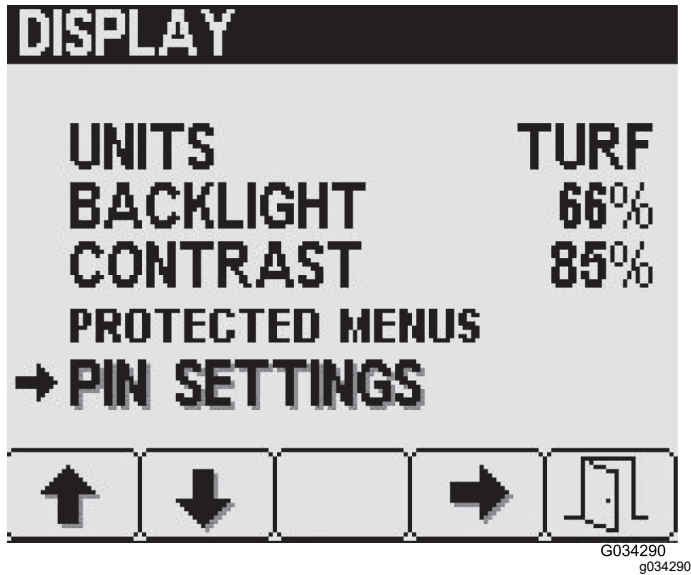 DISPLAY
UNITS TURF
BACKLIGHT 66%
CONTRAST 85%
PROTECTED MENUS
PIN SETTINGS
G034290
g034290